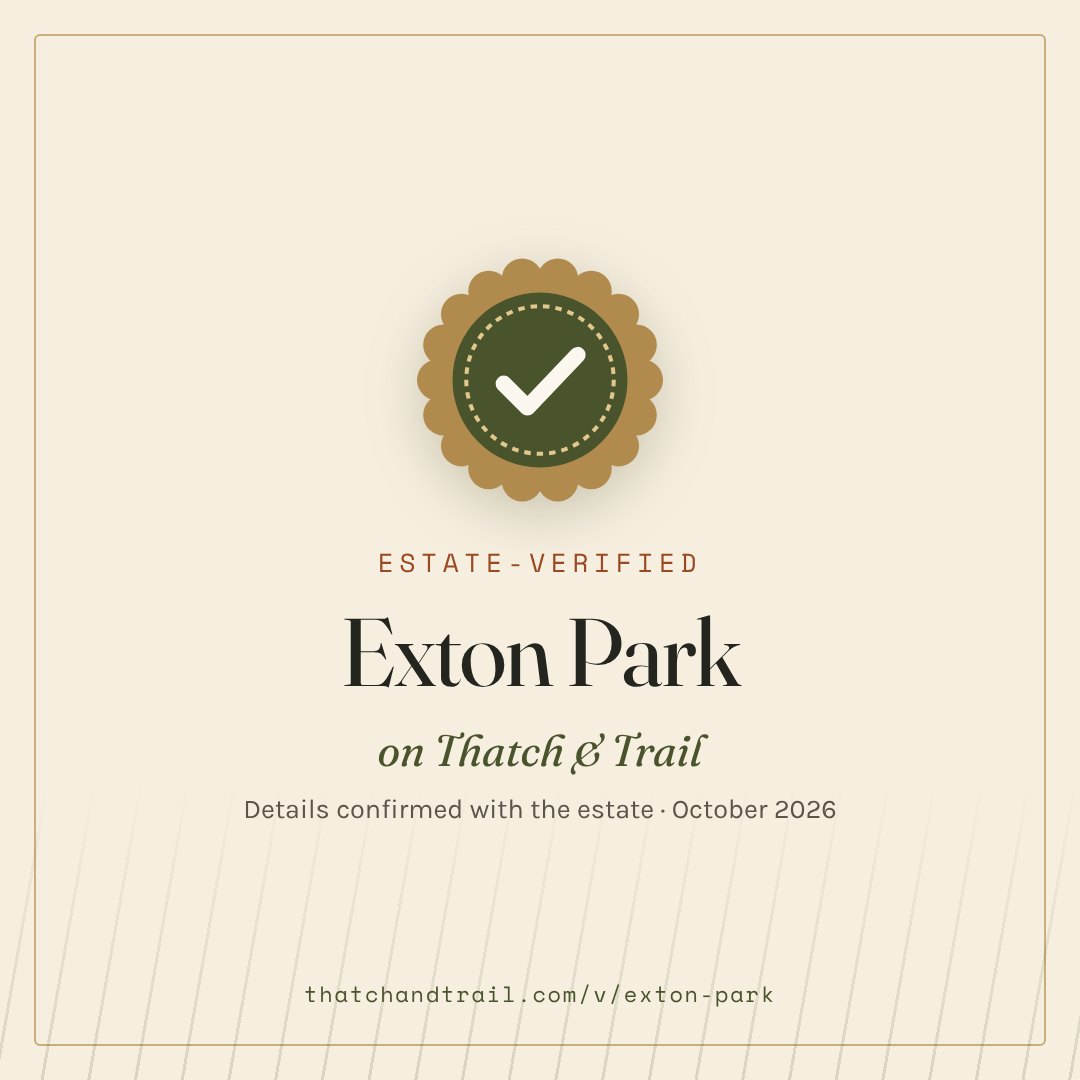 ESTATE-VERIFIED
Exton Park
on Thatch & Trail
Details confirmed with the estate · October 2026
thatchandtrail.com/v/exton-park